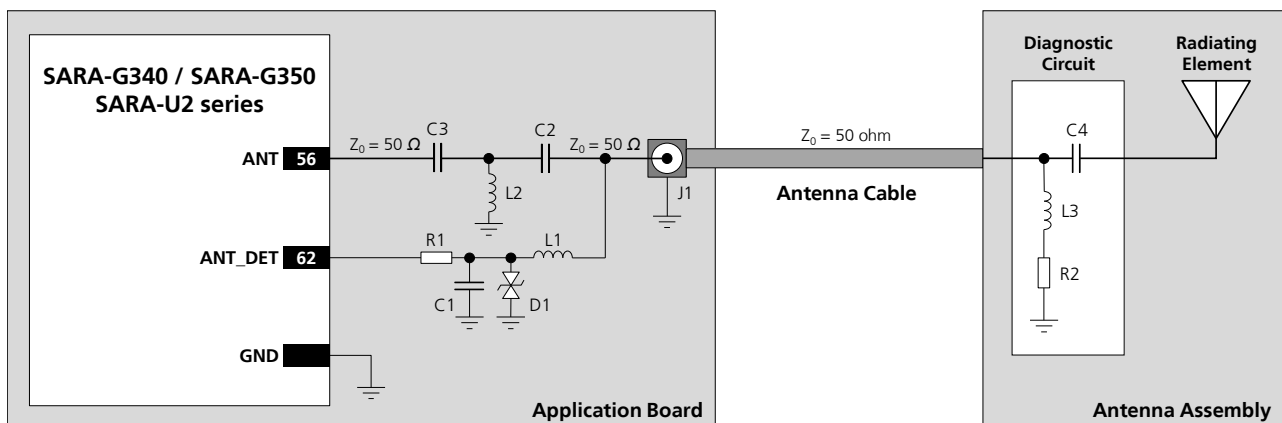 SARA-G340 / SARA-G350
SARA-U2 series
ANT 56
Z₀ = 50 Ω
C3
C2
Z₀ = 50 Ω
L2
J1
ANT_DET 62
R1
L1
C1
D1
GND
Application Board
Z₀ = 50 ohm
Antenna Cable
Diagnostic
Circuit
Radiating
Element
C4
L3
R2
Antenna Assembly